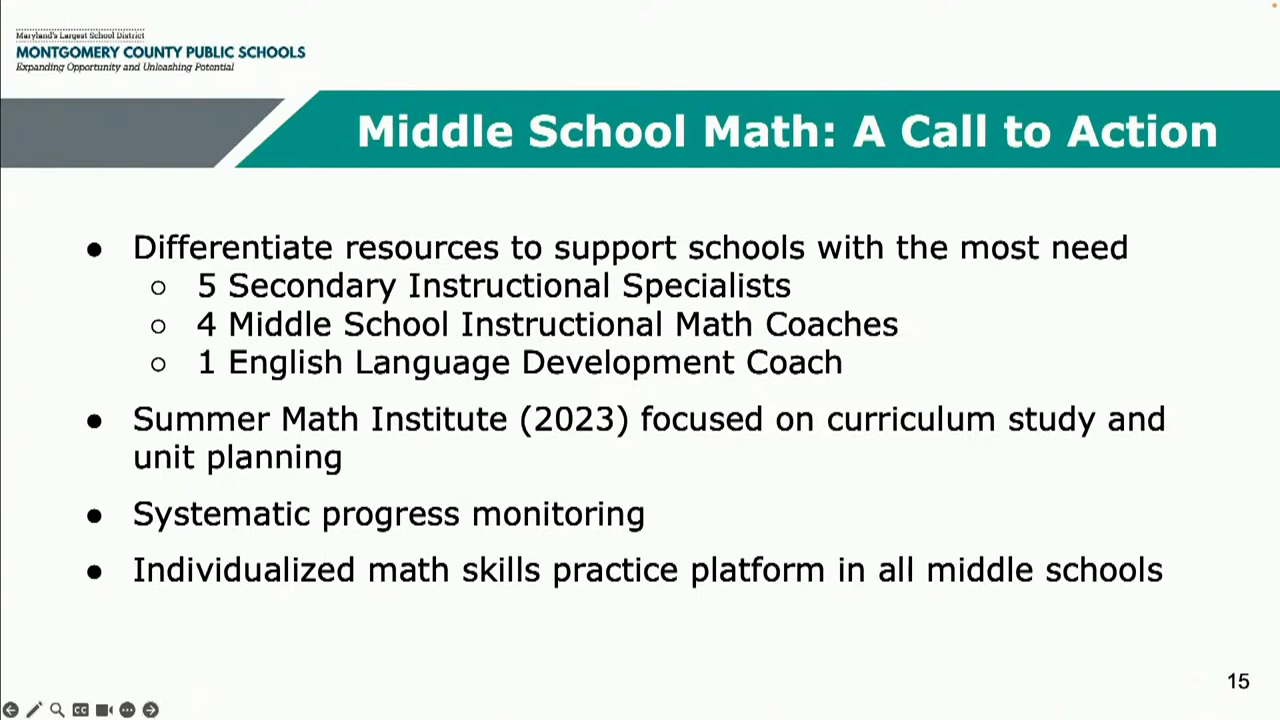 Maryland's Largest School District
MONTGOMERY COUNTY PUBLIC SCHOOLS
Expanding Opportunity and Unleashing Potential
Middle School Math: A Call to Action
● Differentiate resources to support schools with the most need
○ 5 Secondary Instructional Specialists
○ 4 Middle School Instructional Math Coaches
○ 1 English Language Development Coach
● Summer Math Institute (2023) focused on curriculum study and
unit planning
● Systematic progress monitoring
● Individualized math skills practice platform in all middle schools
15
CC